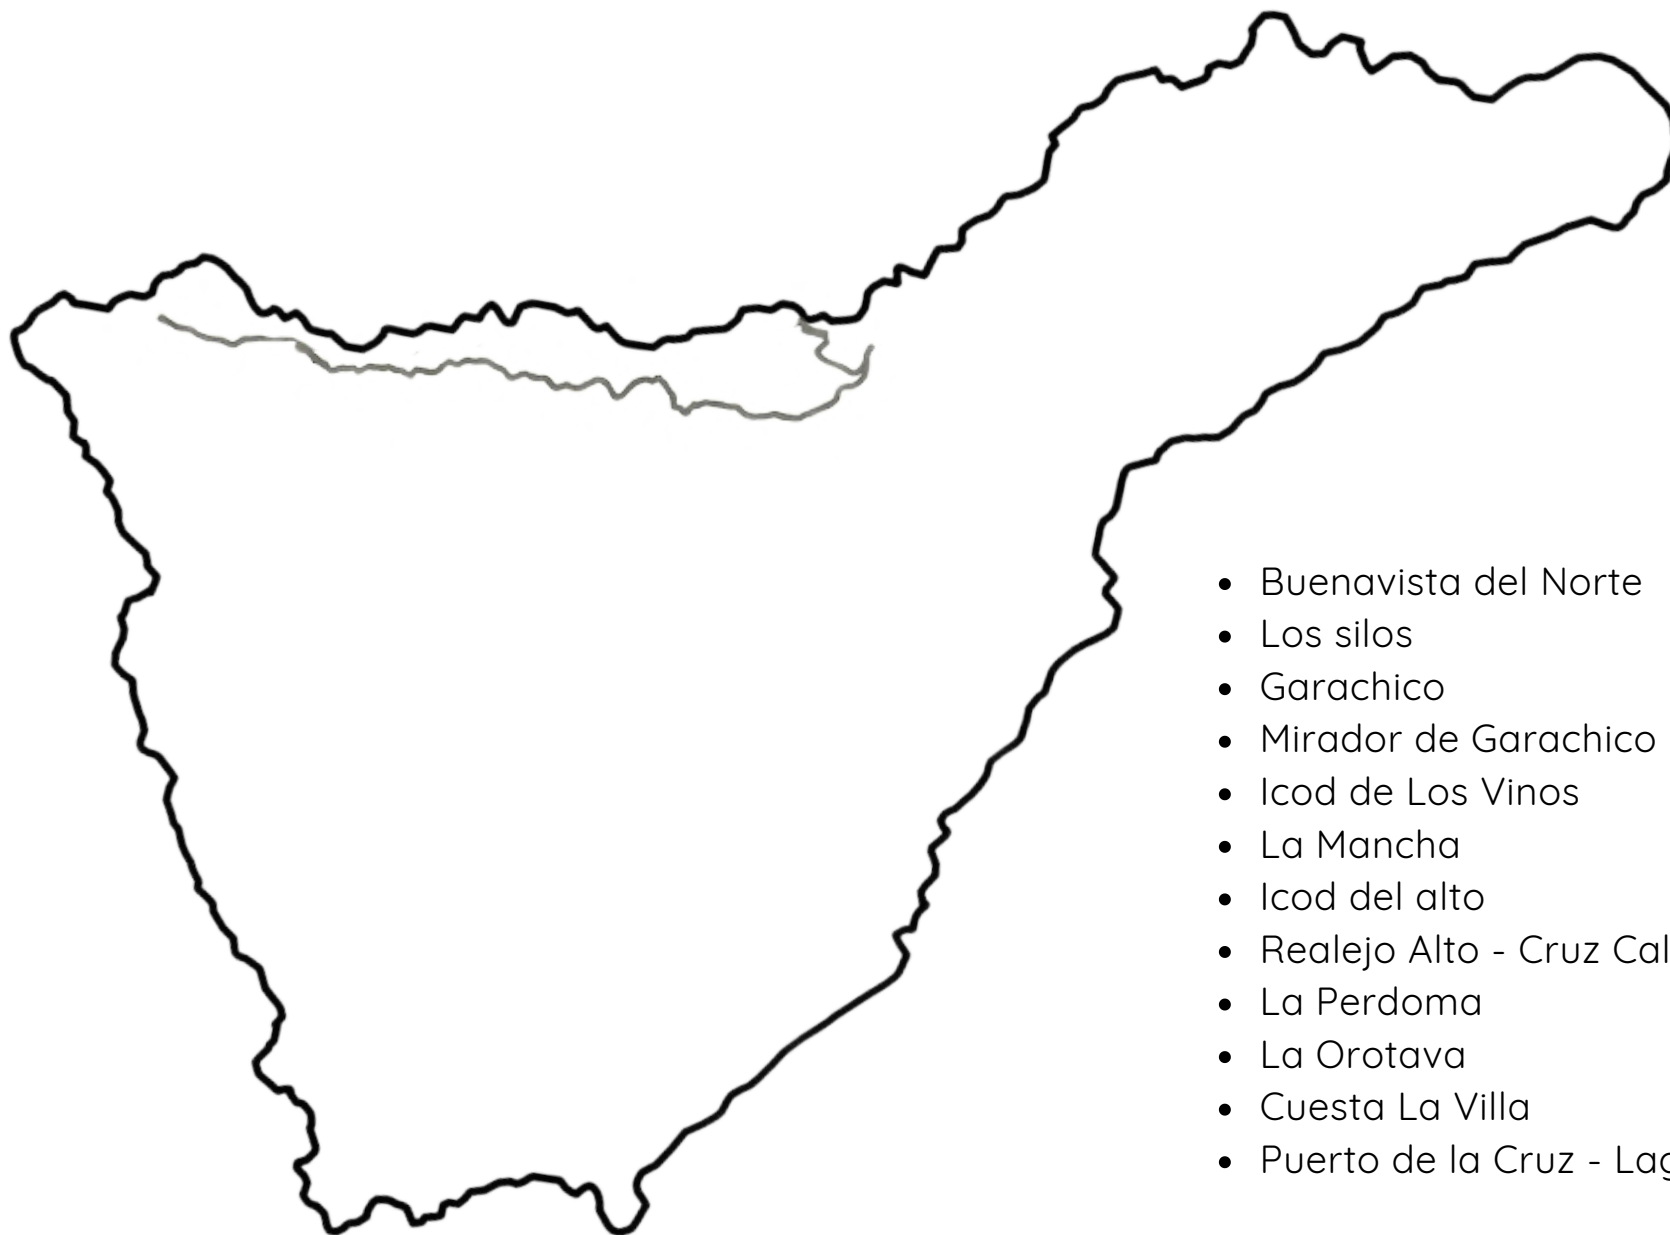 Buenavista del Norte
Los silos
Garachico
Mirador de Garachico
Icod de Los Vinos
La Mancha
Icod del alto
Realejo Alto - Cruz
La Perdoma
La Orotava
Cuesta La Villa
Puerto de la Cruz -